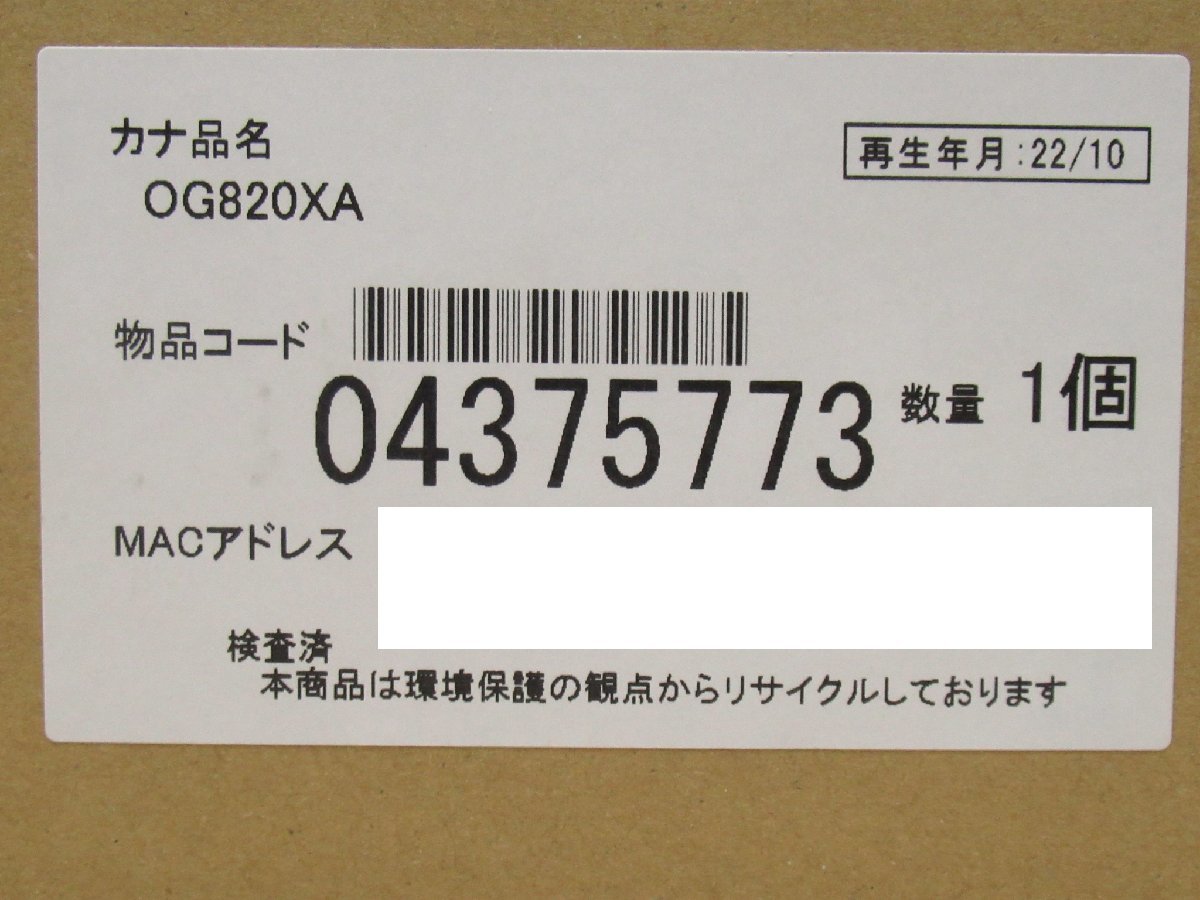 カナ品名
再生年月:22/10
OG820XA
物品コード
04375773 数量 1個
MACアドレス
検査済
本商品は環境保護の観点からリサイクルしております